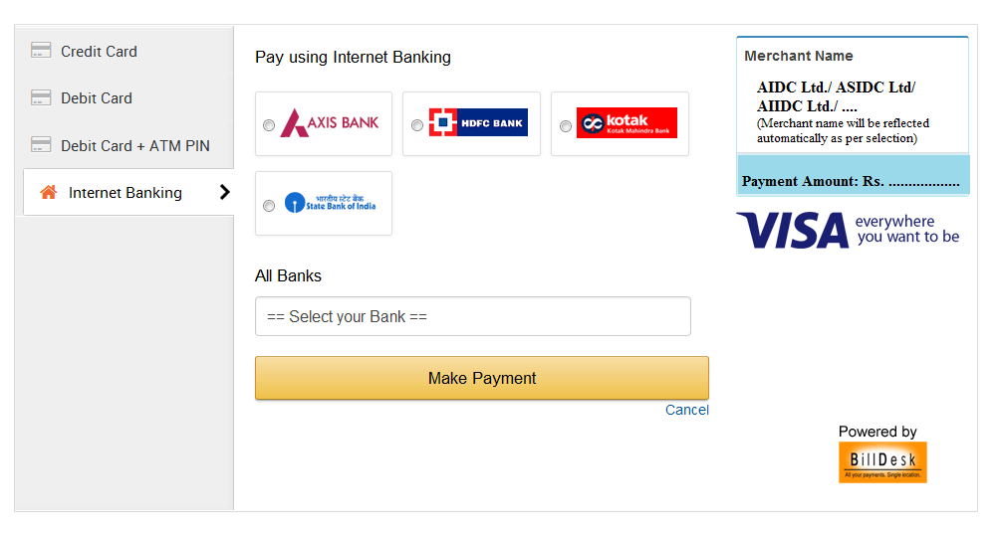 Credit Card
Debit Card
Debit Card + ATM PIN
Internet Banking
Pay using Internet Banking
AXIS BANK
HDFC BANK
kotak
Kotak Mahindra Bank
भारतीय स्टेट बैंक
State Bank of India
All Banks
== Select your Bank ==
Make Payment
Cancel
Merchant Name
AIDC Ltd./ ASIDC Ltd/
AIIDC Ltd./ ....
(Merchant name will be reflected
automatically as per selection)
Payment Amount: Rs. ..................
VISA
everywhere
you want to be
Powered by
BillDesk
All your payments. Single location.